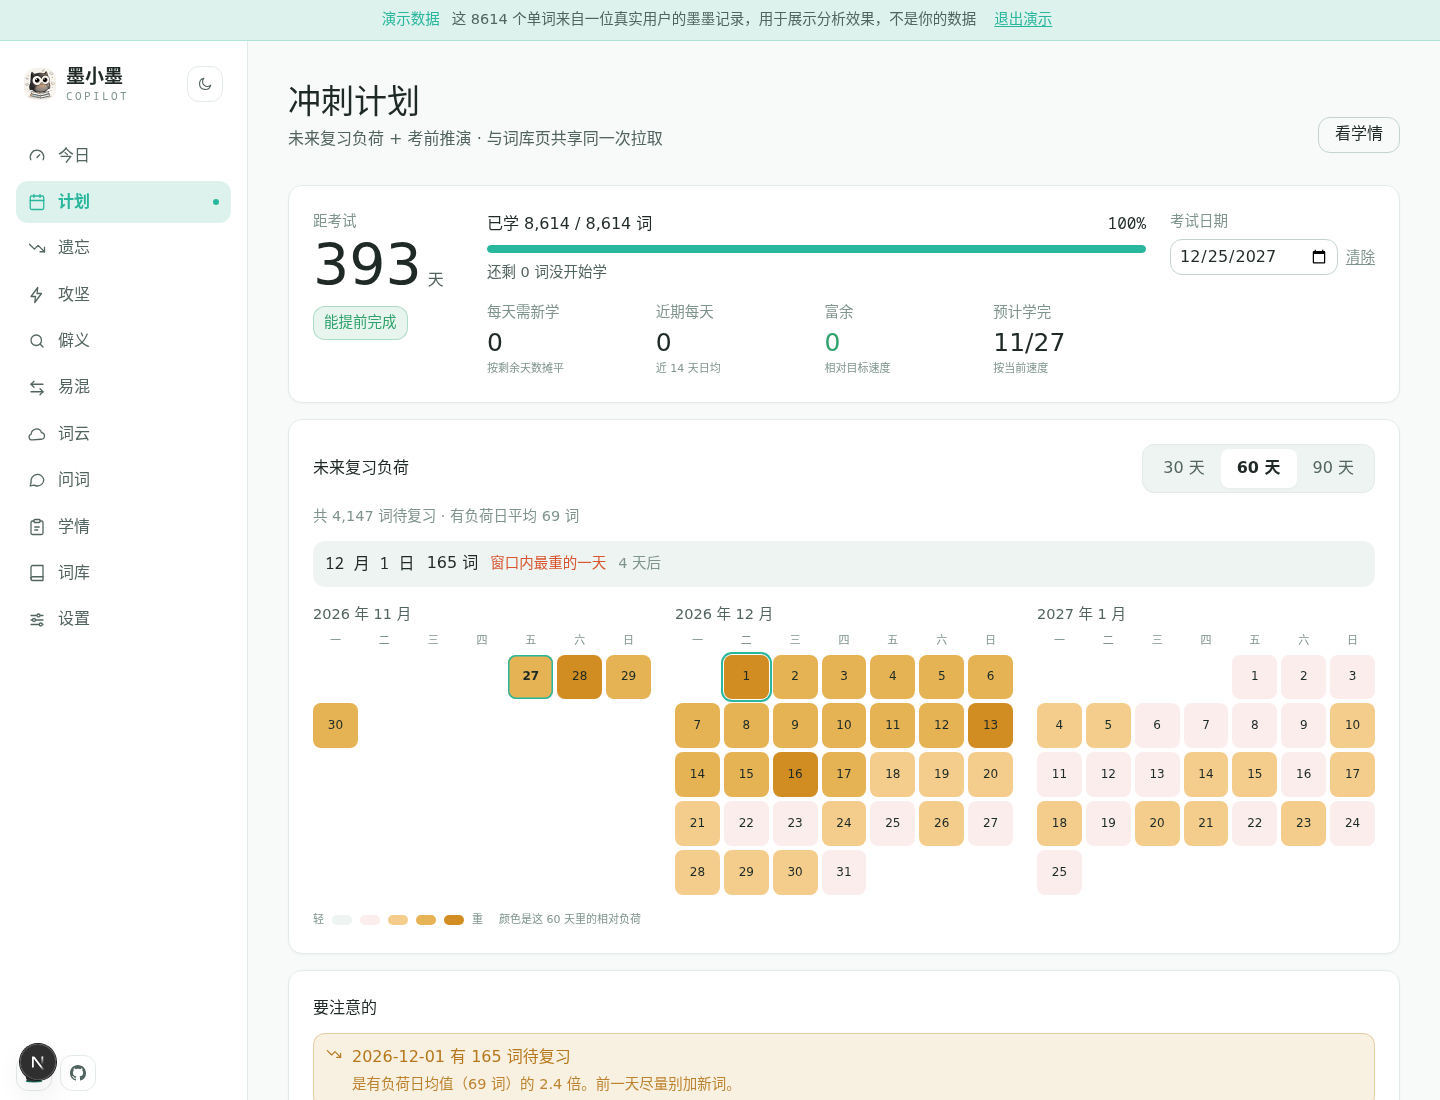 演示数据 这 8614 个单词来自一位真实用户的墨墨记录，用于展示分析效果，不是你的数据 退出演示
墨小墨
COPILOT
今日
计划
遗忘
攻坚
僻义
易混
词云
问词
学情
词库
设置
N
冲刺计划
未来复习负荷 + 考前推演 · 与词库页共享同一次拉取
看学情
距考试
393 天
能提前完成
已学 8,614 / 8,614 词 100%
还剩 0 词没开始学
每天需新学 近期每天 富余 预计学完
0 0 0 11/27
按剩余天数摊平 近 14 天日均 相对目标速度 按当前速度
考试日期
12/25/2027 清除
未来复习负荷
30 天 60 天 90 天
共 4,147 词待复习 · 有负荷日平均 69 词
12 月 1 日 165 词 窗口内最重的一天 4 天后
2026 年 11 月
一 二 三 四 五 六 日
27 28 29
30
2026 年 12 月
一 二 三 四 五 六 日
1 2 3 4 5 6
7 8 9 10 11 12 13
14 15 16 17 18 19 20
21 22 23 24 25 26 27
28 29 30 31
2027 年 1 月
一 二 三 四 五 六 日
1 2 3
4 5 6 7 8 9 10
11 12 13 14 15 16 17
18 19 20 21 22 23 24
25
轻 重 颜色是这 60 天里的相对负荷
要注意的
2026-12-01 有 165 词待复习
是有负荷日均值（69 词）的 2.4 倍。前一天尽量别加新词。